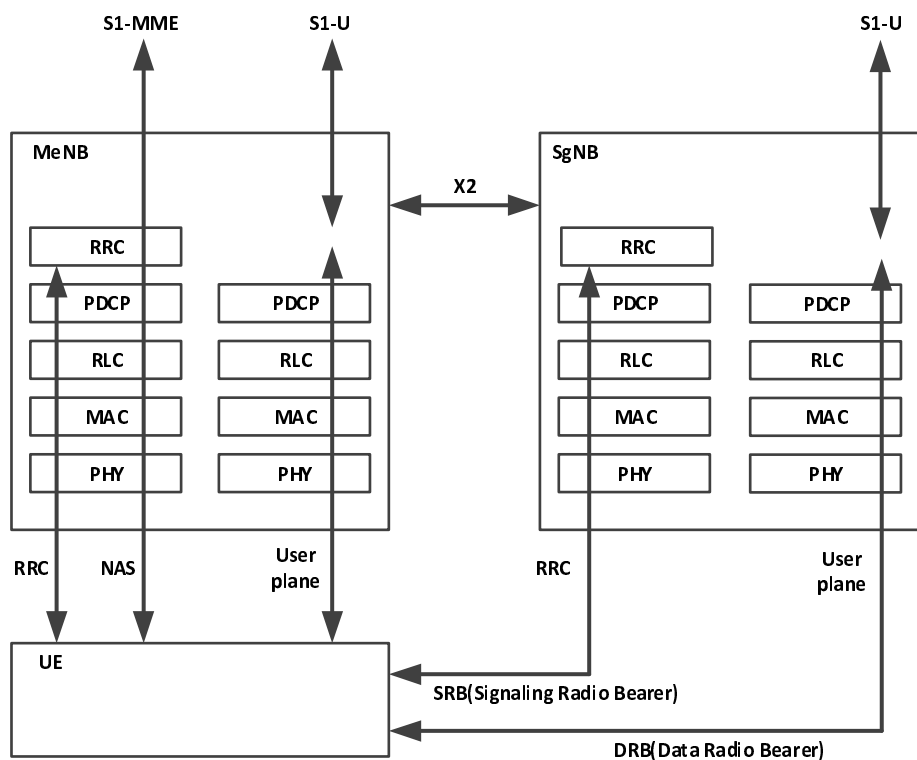 S1-MME
S1-U
S1-U
MeNB
SgNB
X2
RRC
RRC
PDCP
PDCP
PDCP
PDCP
RLC
RLC
RLC
RLC
MAC
MAC
MAC
MAC
PHY
PHY
PHY
PHY
RRC
NAS
User
plane
RRC
User
plane
UE
SRB(Signaling Radio Bearer)
DRB(Data Radio Bearer)